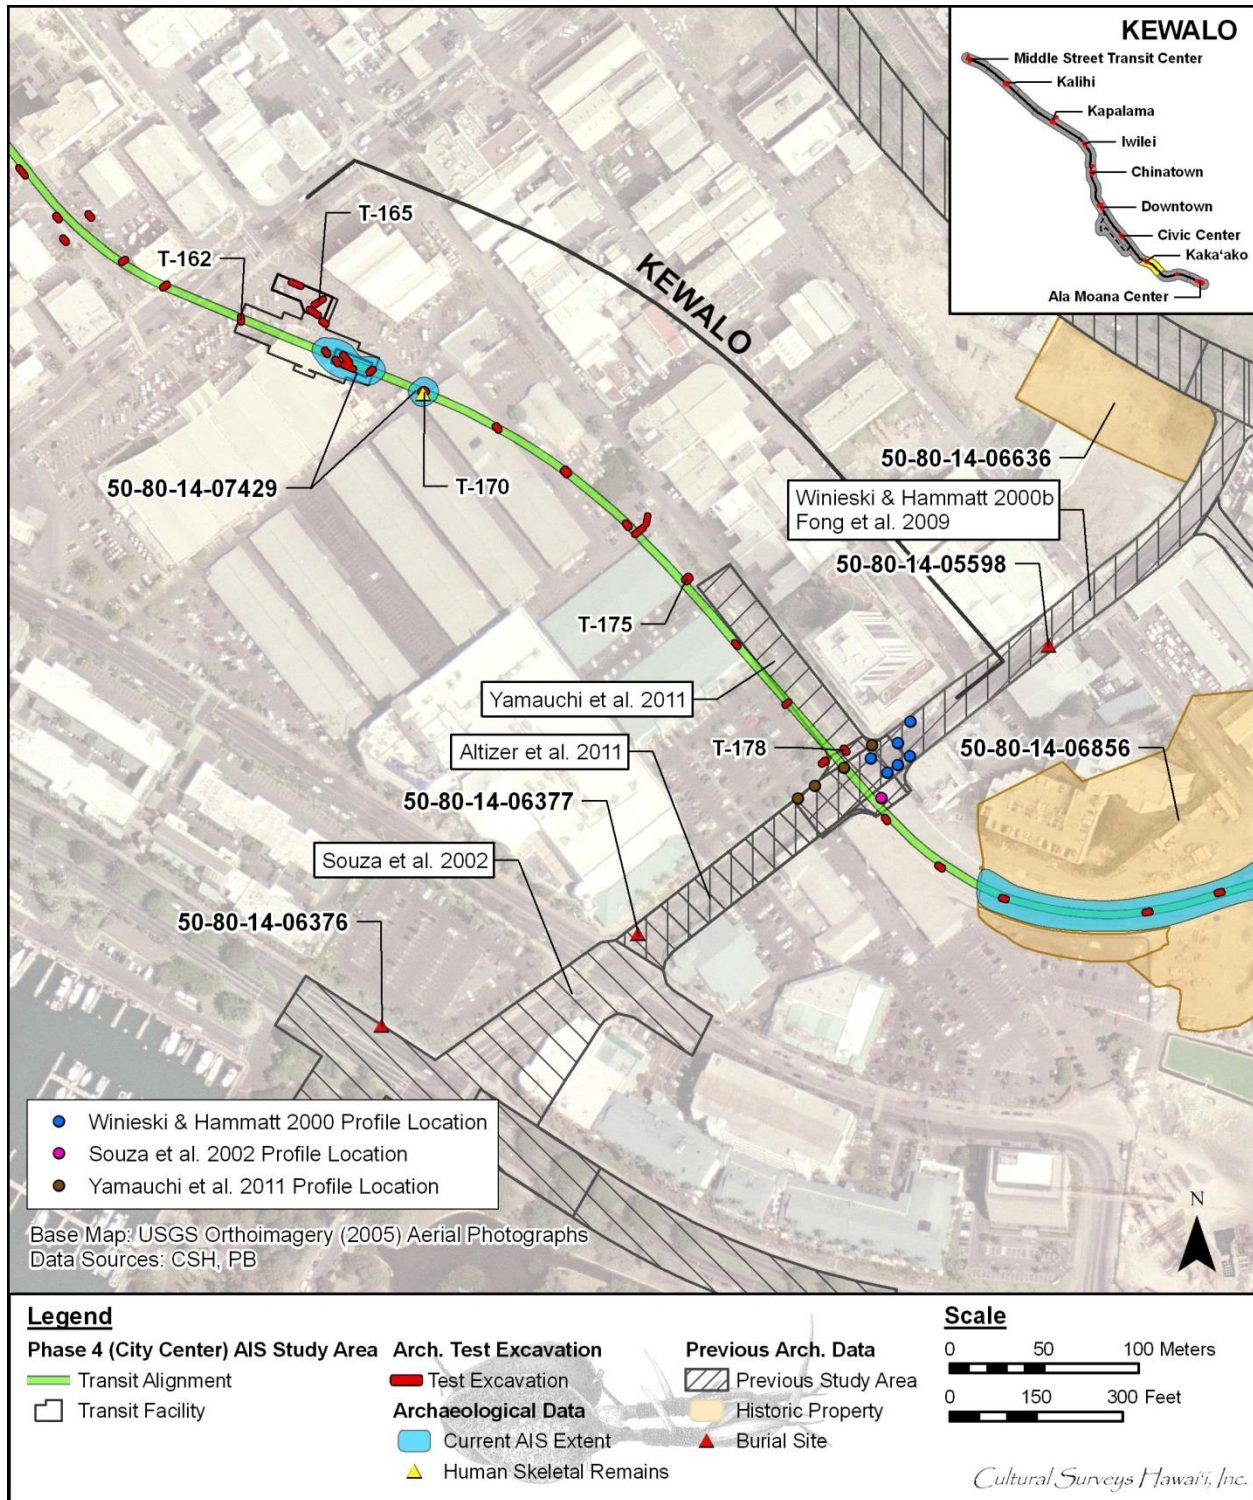 KEWALO
Middle Street Transit Center
Kalihi
Kapalama
Iwilei
Chinatown
Downtown
Civic Center
Kakaʻako
Ala Moana Center
T-165
T-162
KEWALO
50-80-14-07429
T-170
50-80-14-06636
Winieski & Hammatt 2000b
Fong et al. 2009
50-80-14-05598
T-175
Yamauchi et al. 2011
T-178
50-80-14-06856
Altizer et al. 2011
50-80-14-06377
Souza et al. 2002
50-80-14-06376
Winieski & Hammatt 2000 Profile Location
Souza et al. 2002 Profile Location
Yamauchi et al. 2011 Profile Location
N
Base Map: USGS Orthoimagery (2005) Aerial Photographs
Data Sources: CSH, PB
Legend
Phase 4 (City Center) AIS Study Area
Transit Alignment
Transit Facility
Arch. Test Excavation
Test Excavation
Archaeological Data
Current AIS Extent
Human Skeletal Remains
Previous Arch. Data
Previous Study Area
Historic Property
Burial Site
Scale
0 50 100 Meters
0 150 300 Feet
Cultural Surveys Hawaiʻi, Inc.